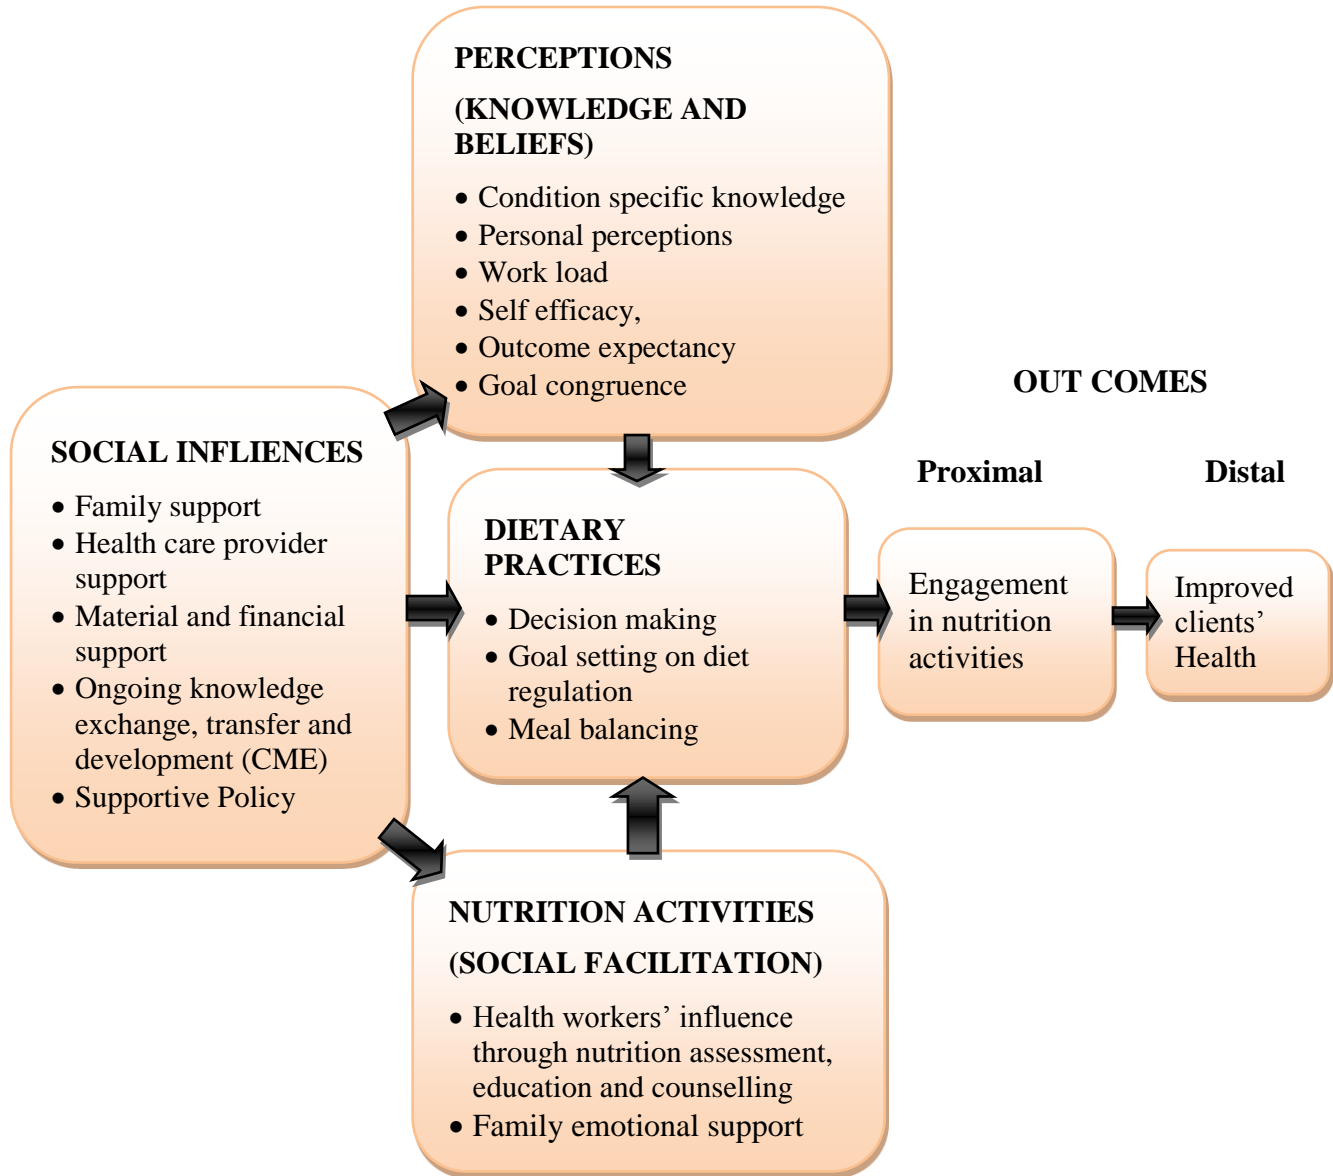 PERCEPTIONS
(KNOWLEDGE AND
BELIEFS)
• Condition specific knowledge
• Personal perceptions
• Work load
• Self efficacy,
• Outcome expectancy
• Goal congruence
OUT COMES
Proximal
Distal
SOCIAL INFLIENCES
• Family support
• Health care provider
support
• Material and financial
support
• Ongoing knowledge
exchange, transfer and
development (CME)
• Supportive Policy
DIETARY
PRACTICES
• Decision making
• Goal setting on diet
regulation
• Meal balancing
Engagement
in nutrition
activities
Improved
clients’
Health
NUTRITION ACTIVITIES
(SOCIAL FACILITATION)
• Health workers’ influence
through nutrition assessment,
education and counselling
• Family emotional support